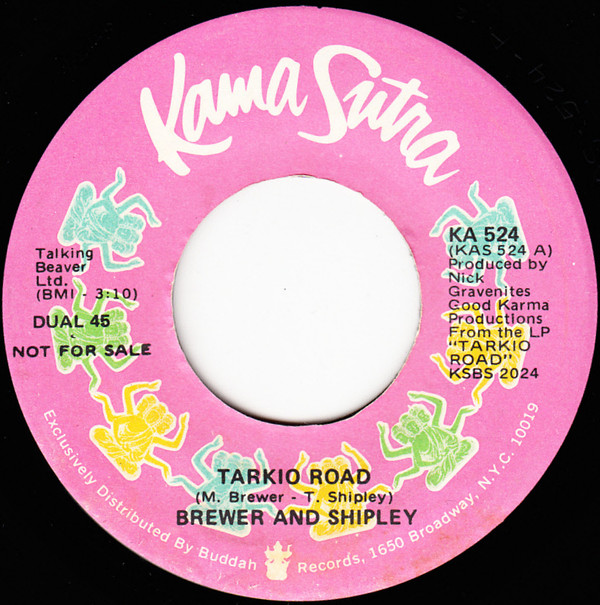 Kama Sutra
Talking
Beaver
Ltd.
(BMI - 3:10)
DUAL 45
NOT FOR SALE
KA 524
(KAS 524 A)
Produced by
Nick
Gravenites
Good Karma
Productions
From the LP
"TARKIO
ROAD"
KSBS 2024
TARKIO ROAD
(M. Brewer - T. Shipley)
BREWER AND SHIPLEY
Exclusively Distributed By Buddah Records, 1650 Broadway, N.Y.C. 10019